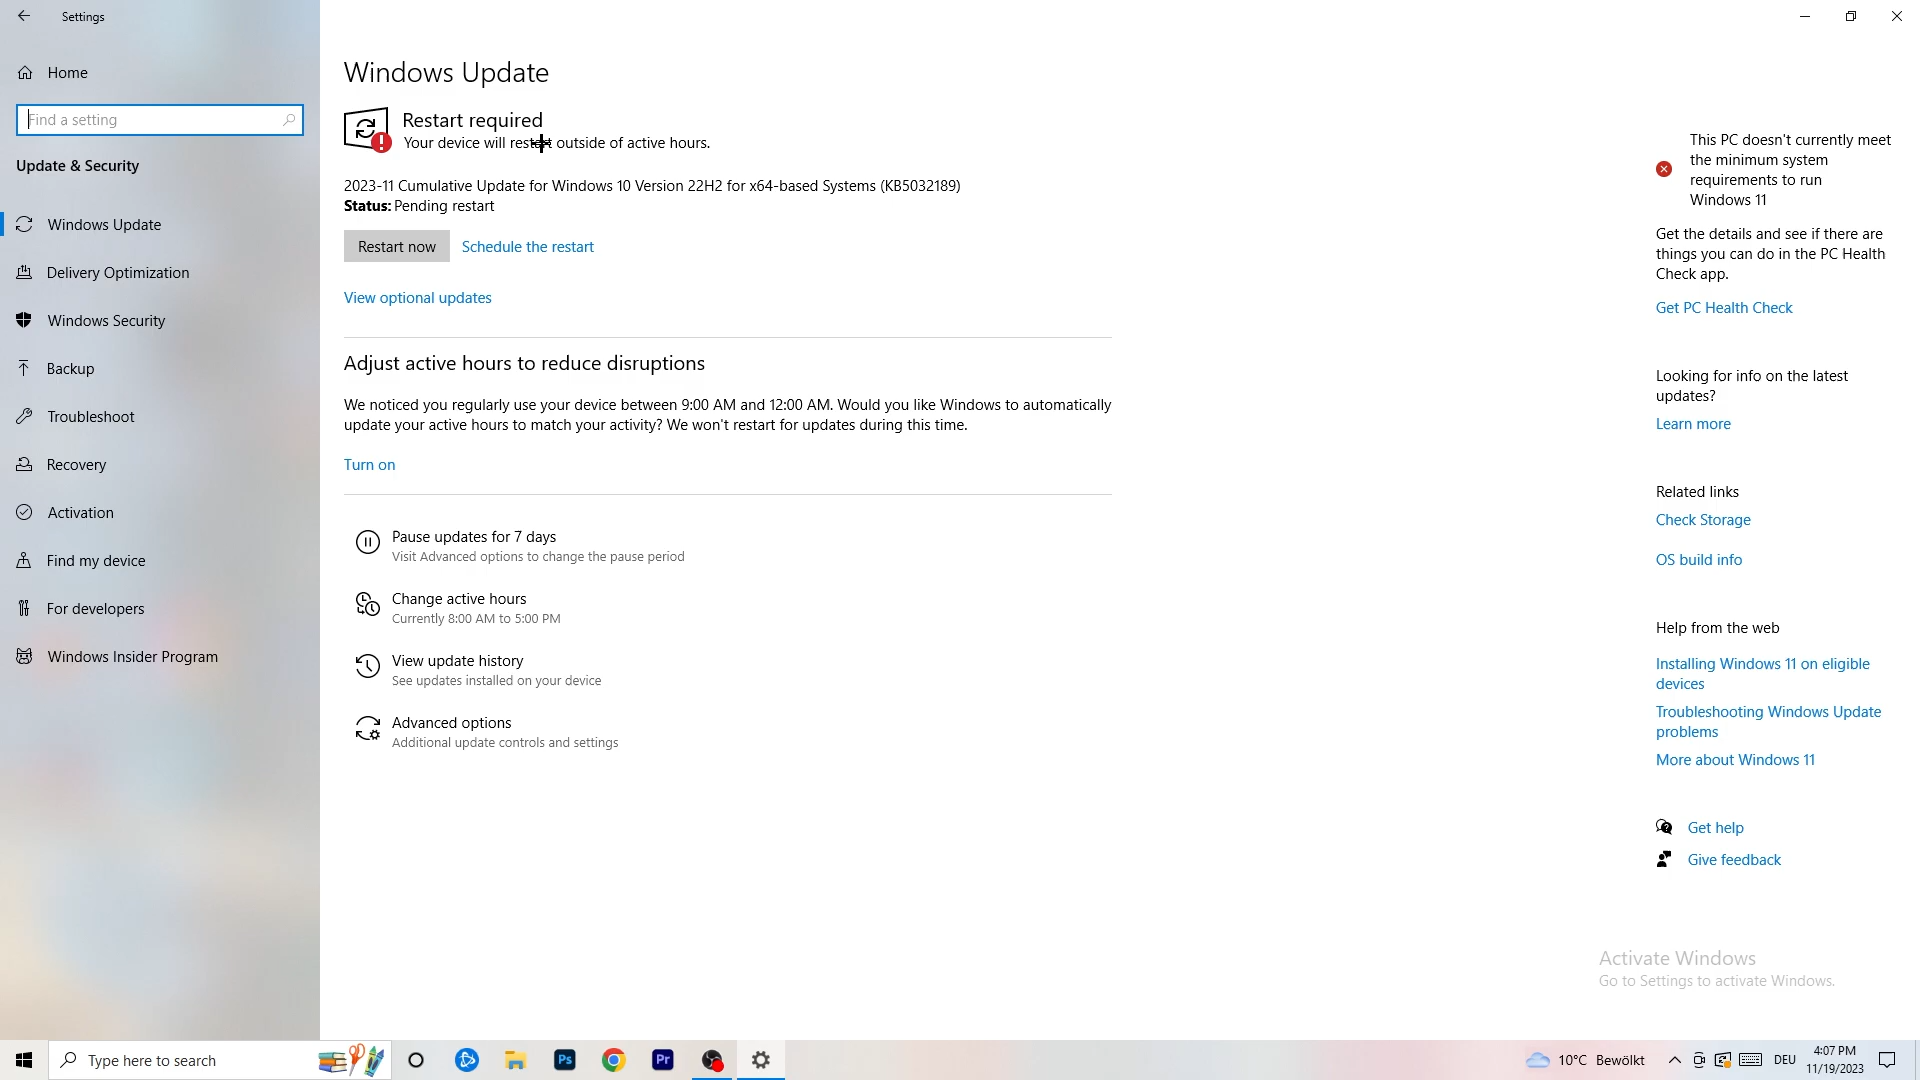 Settings
Home
Find a setting
Update & Security
Windows Update
Delivery Optimization
Windows Security
Backup
Troubleshoot
Recovery
Activation
Find my device
For developers
Windows Insider Program
Windows Update
Restart required
Your device will restart outside of active hours.
2023-11 Cumulative Update for Windows 10 Version 22H2 for x64-based Systems (KB5032189)
Status: Pending restart
Restart now
Schedule the restart
View optional updates
Adjust active hours to reduce disruptions
We noticed you regularly use your device between 9:00 AM and 12:00 AM. Would you like Windows to automatically
update your active hours to match your activity? We won't restart for updates during this time.
Turn on
Pause updates for 7 days
Visit Advanced options to change the pause period
Change active hours
Currently 8:00 AM to 5:00 PM
View update history
See updates installed on your device
Advanced options
Additional update controls and settings
This PC doesn't currently meet
the minimum system
requirements to run
Windows 11
Get the details and see if there are
things you can do in the PC Health
Check app.
Get PC Health Check
Looking for info on the latest
updates?
Learn more
Related links
Check Storage
OS build info
Help from the web
Installing Windows 11 on eligible
devices
Troubleshooting Windows Update
problems
More about Windows 11
Get help
Give feedback
Activate Windows
Go to Settings to activate Windows.
Type here to search
Ps
Pr
10°C Bewölkt
DEU
4:07 PM
11/19/2023